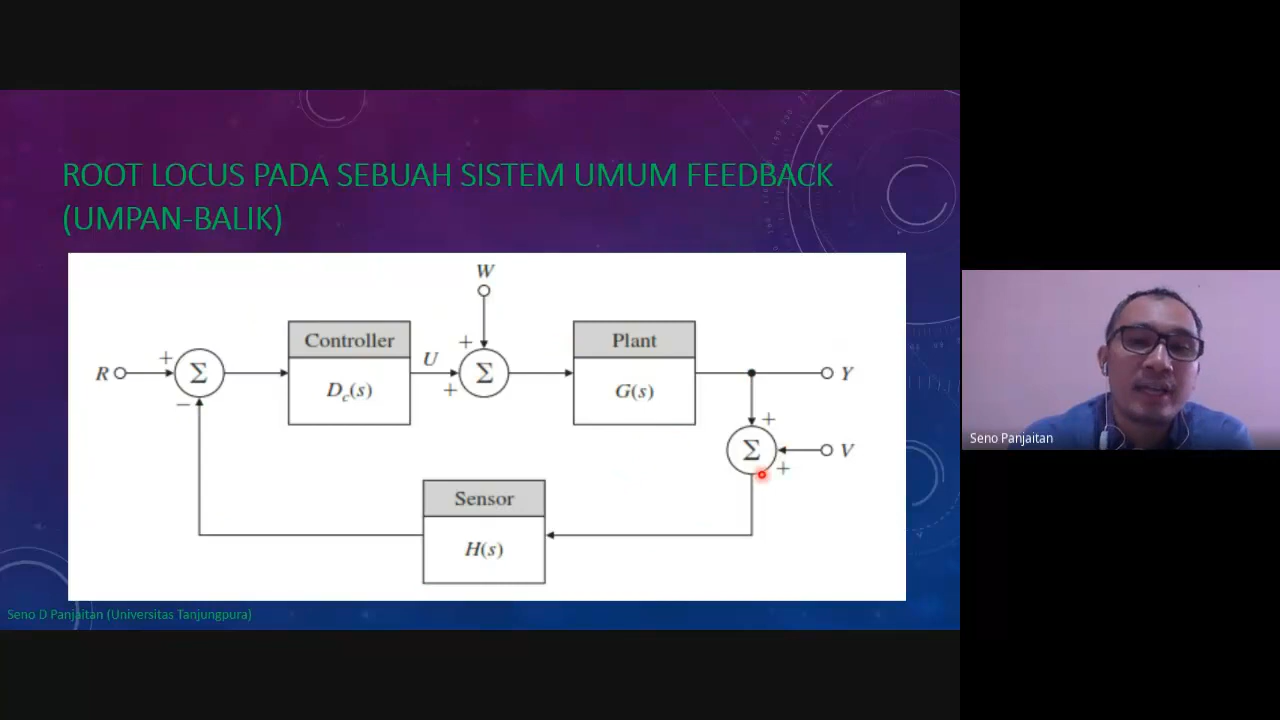 ROOT LOCUS PADA SEBUAH SISTEM UMUM FEEDBACK
(UMPAN-BALIK)
W
Controller
Plant
R
+
Σ
−
D_c(s)
U
+
+
Σ
G(s)
Y
+
Σ
V
+
Sensor
H(s)
Seno D Panjaitan (Universitas Tanjungpura)
Seno Panjaitan